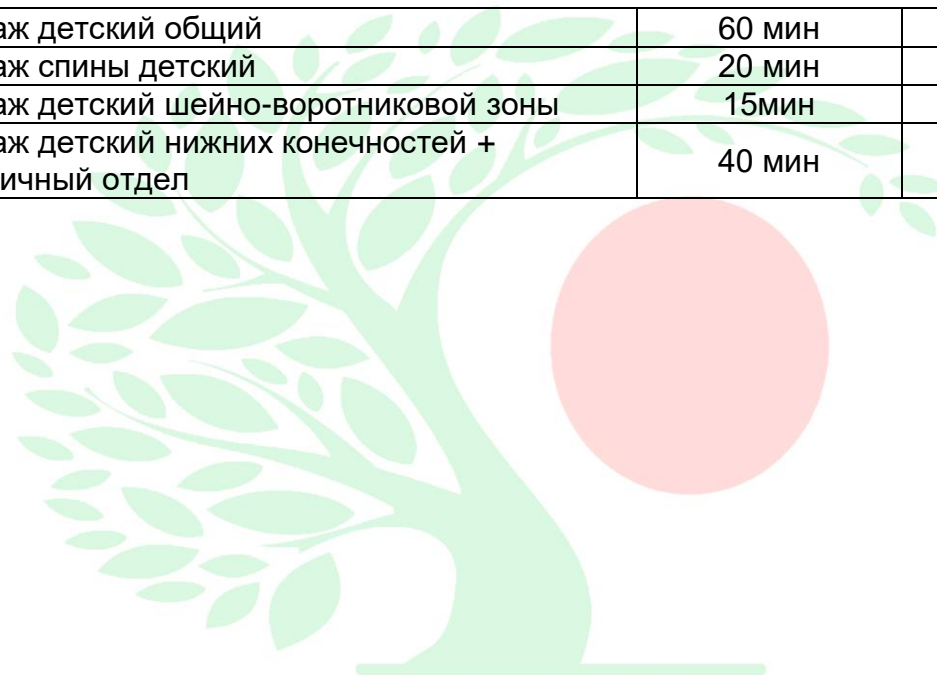 аж детский общий 60 мин
аж спины детский 20 мин
аж детский шейно-воротниковой зоны 15мин
аж детский нижних конечностей +
ичный отдел 40 мин